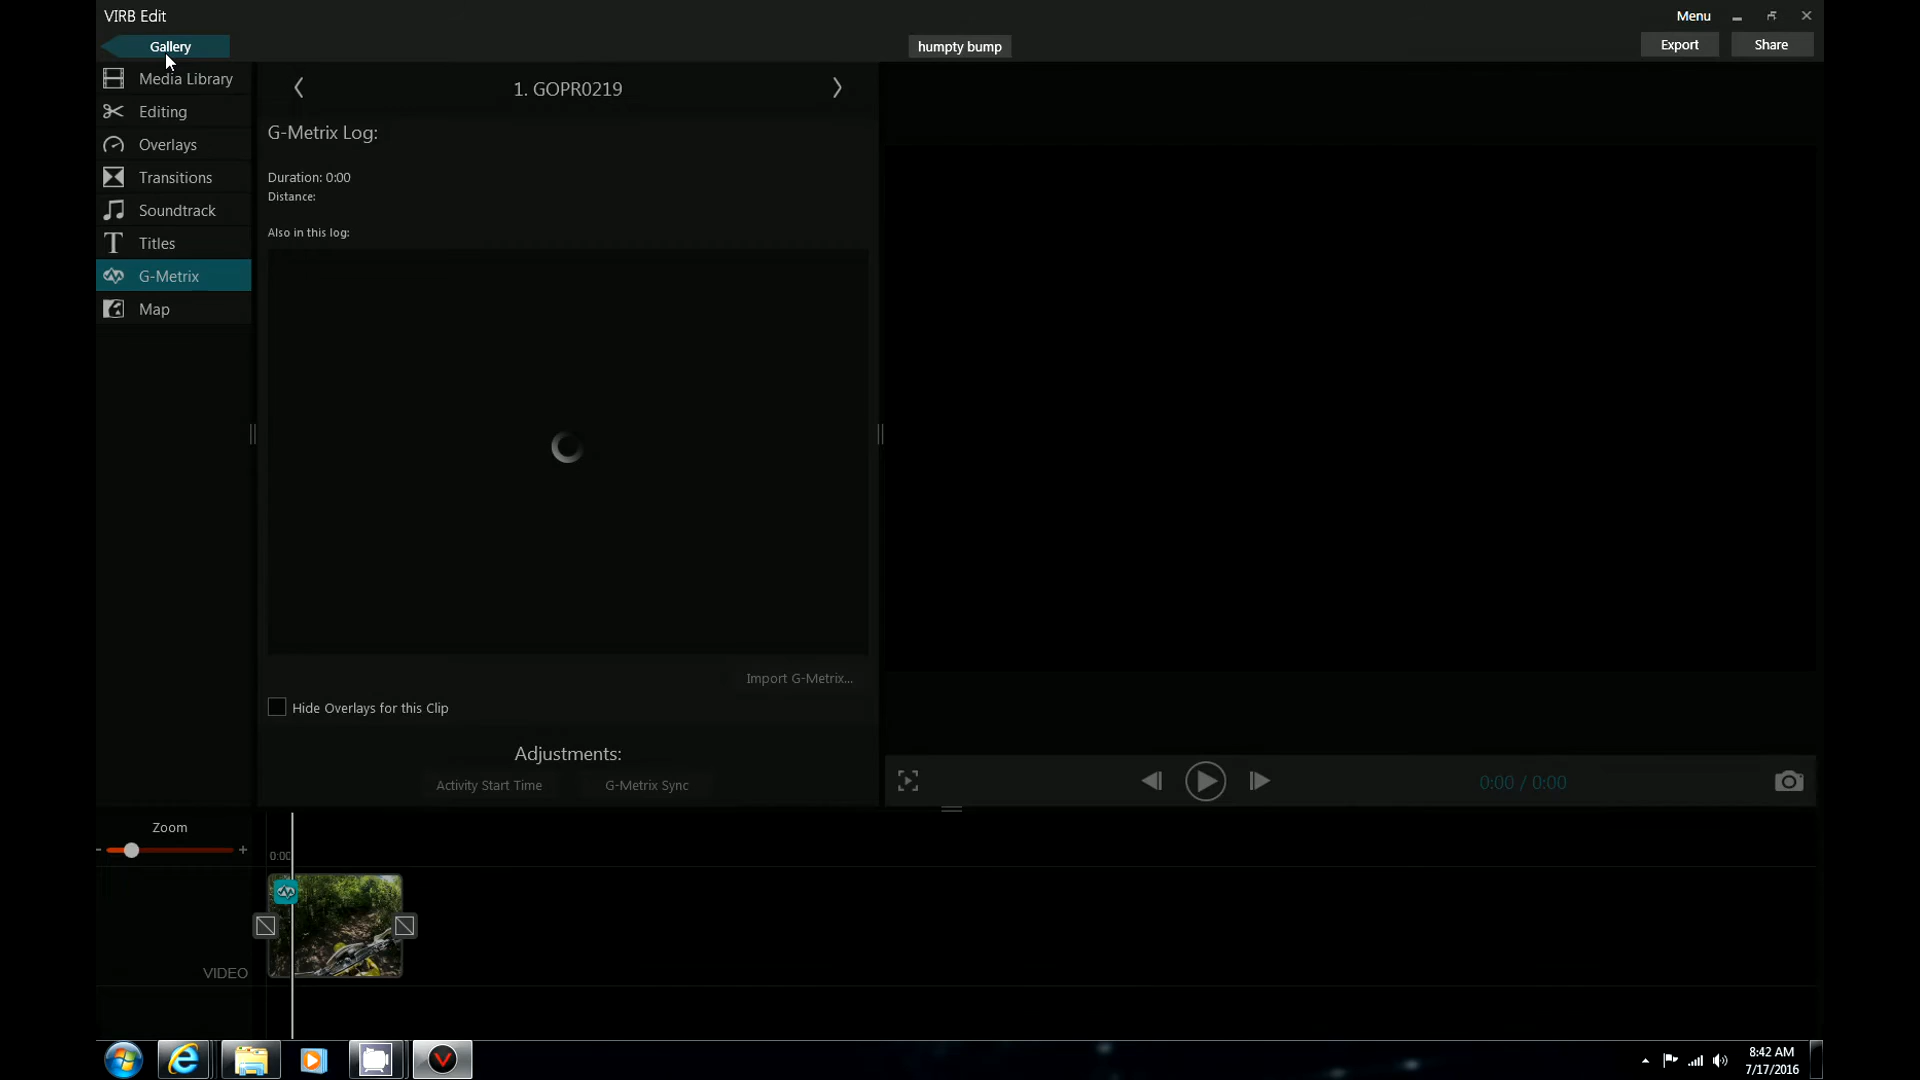 VIRB Edit
Menu
Gallery
humpty bump
Export
Share
Media Library
Editing
Overlays
Transitions
Soundtrack
Titles
G-Metrix
Map
1. GOPR0219
G-Metrix Log:
Duration: 0:00
Distance:
Also in this log:
Import G-Metrix...
Hide Overlays for this Clip
Adjustments:
Activity Start Time
G-Metrix Sync
0:00 / 0:00
Zoom
0:00
VIDEO
8:42 AM
7/17/2016